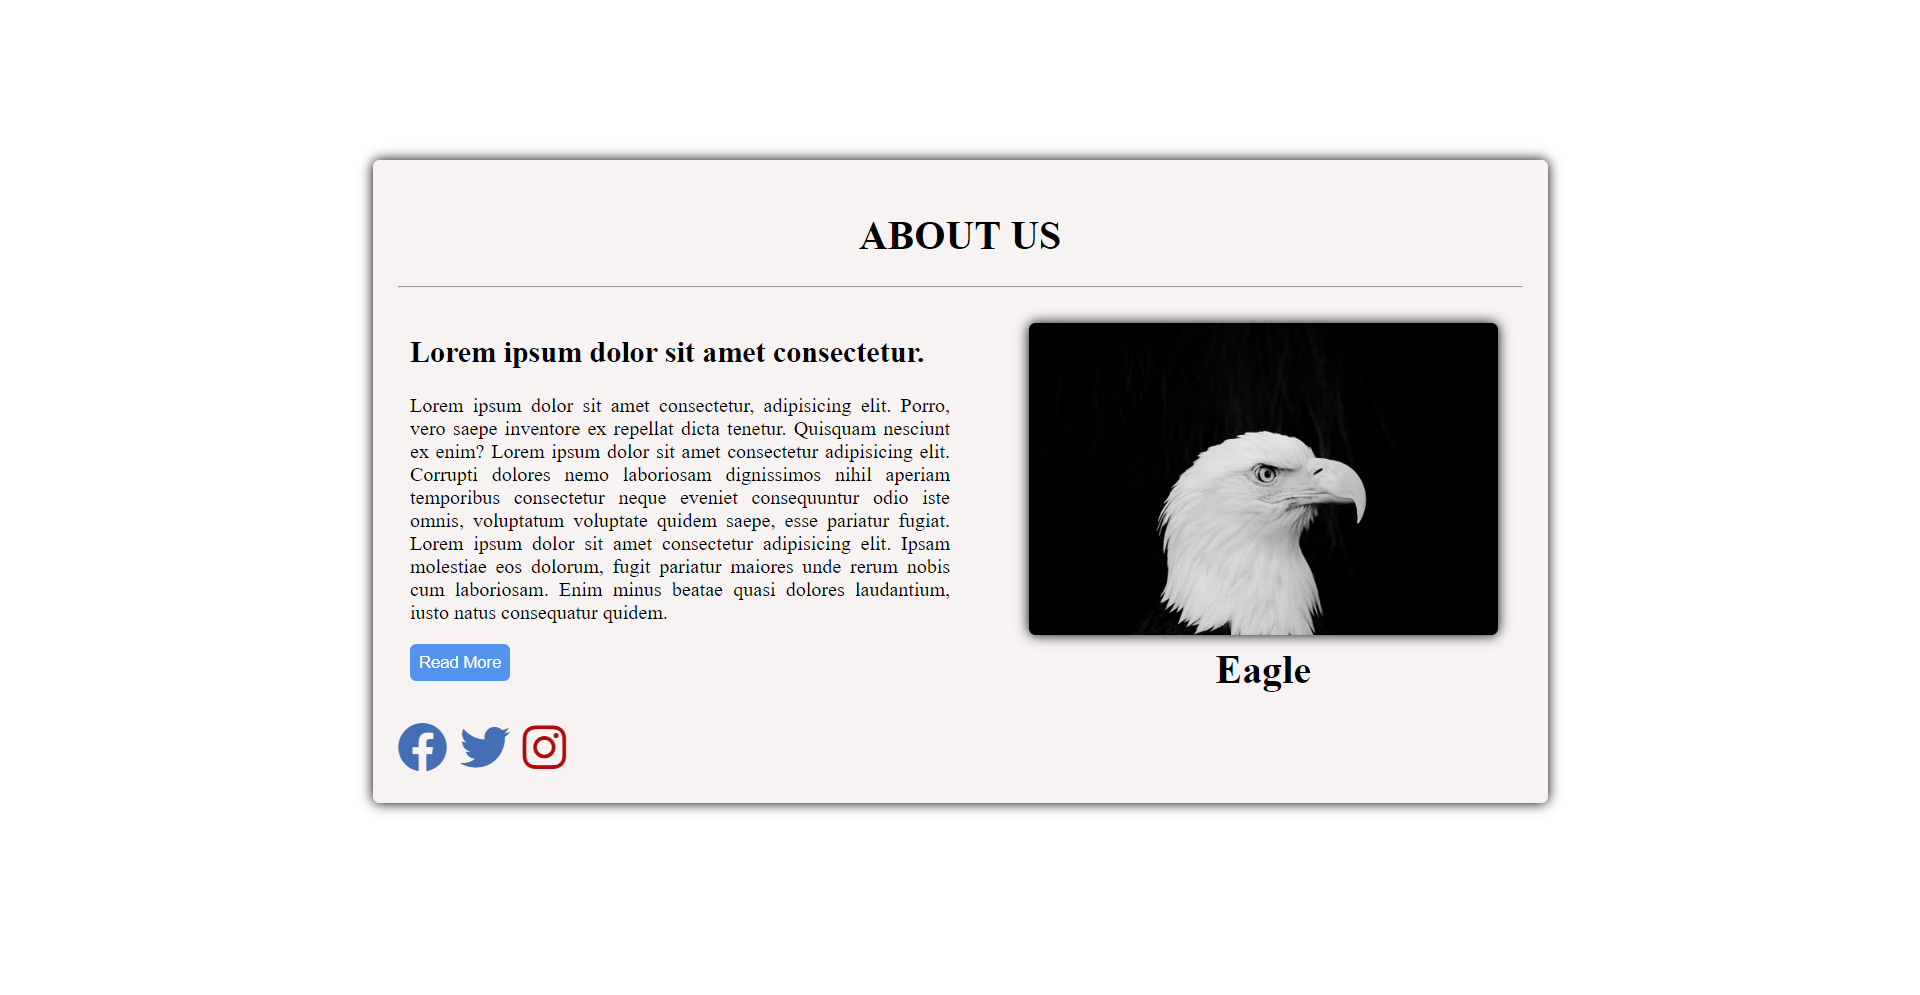 ABOUT US
Lorem ipsum dolor sit amet consectetur.
Lorem ipsum dolor sit amet consectetur, adipisicing elit. Porro,
vero saepe inventore ex repellat dicta tenetur. Quisquam nesciunt
ex enim? Lorem ipsum dolor sit amet consectetur adipisicing elit.
Corrupti dolores nemo laboriosam dignissimos nihil aperiam
temporibus consectetur neque eveniet consequuntur odio iste
omnis, voluptatum voluptate quidem saepe, esse pariatur fugiat.
Lorem ipsum dolor sit amet consectetur adipisicing elit. Ipsam
molestiae eos dolorum, fugit pariatur maiores unde rerum nobis
cum laboriosam. Enim minus beatae quasi dolores laudantium,
iusto natus consequatur quidem.
Read More
Eagle